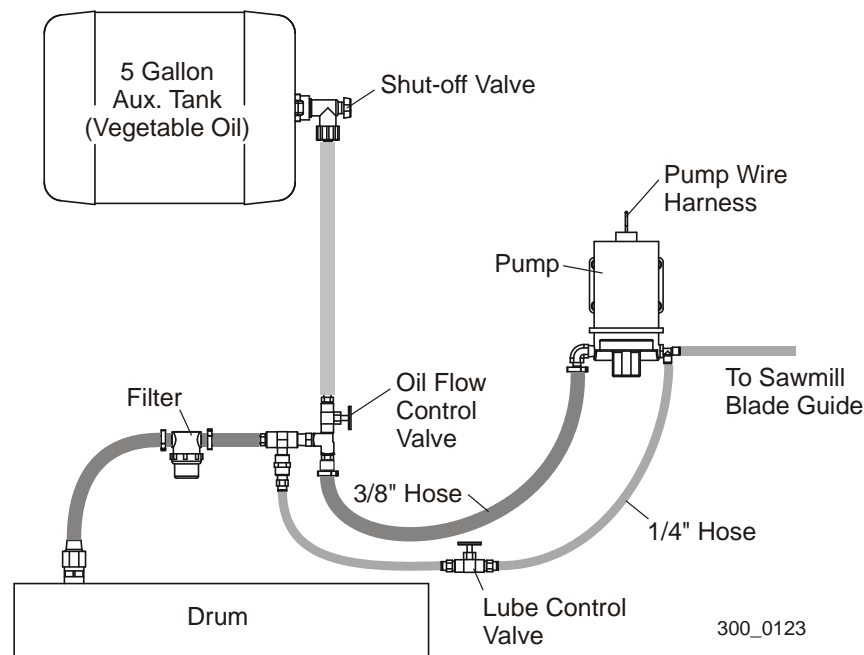 5 Gallon
Aux. Tank
(Vegetable Oil)
Shut-off Valve
Pump Wire
Harness
Pump
To Sawmill
Blade Guide
Oil Flow
Control
Valve
Filter
3/8" Hose
1/4" Hose
Drum
Lube Control
Valve
300_0123